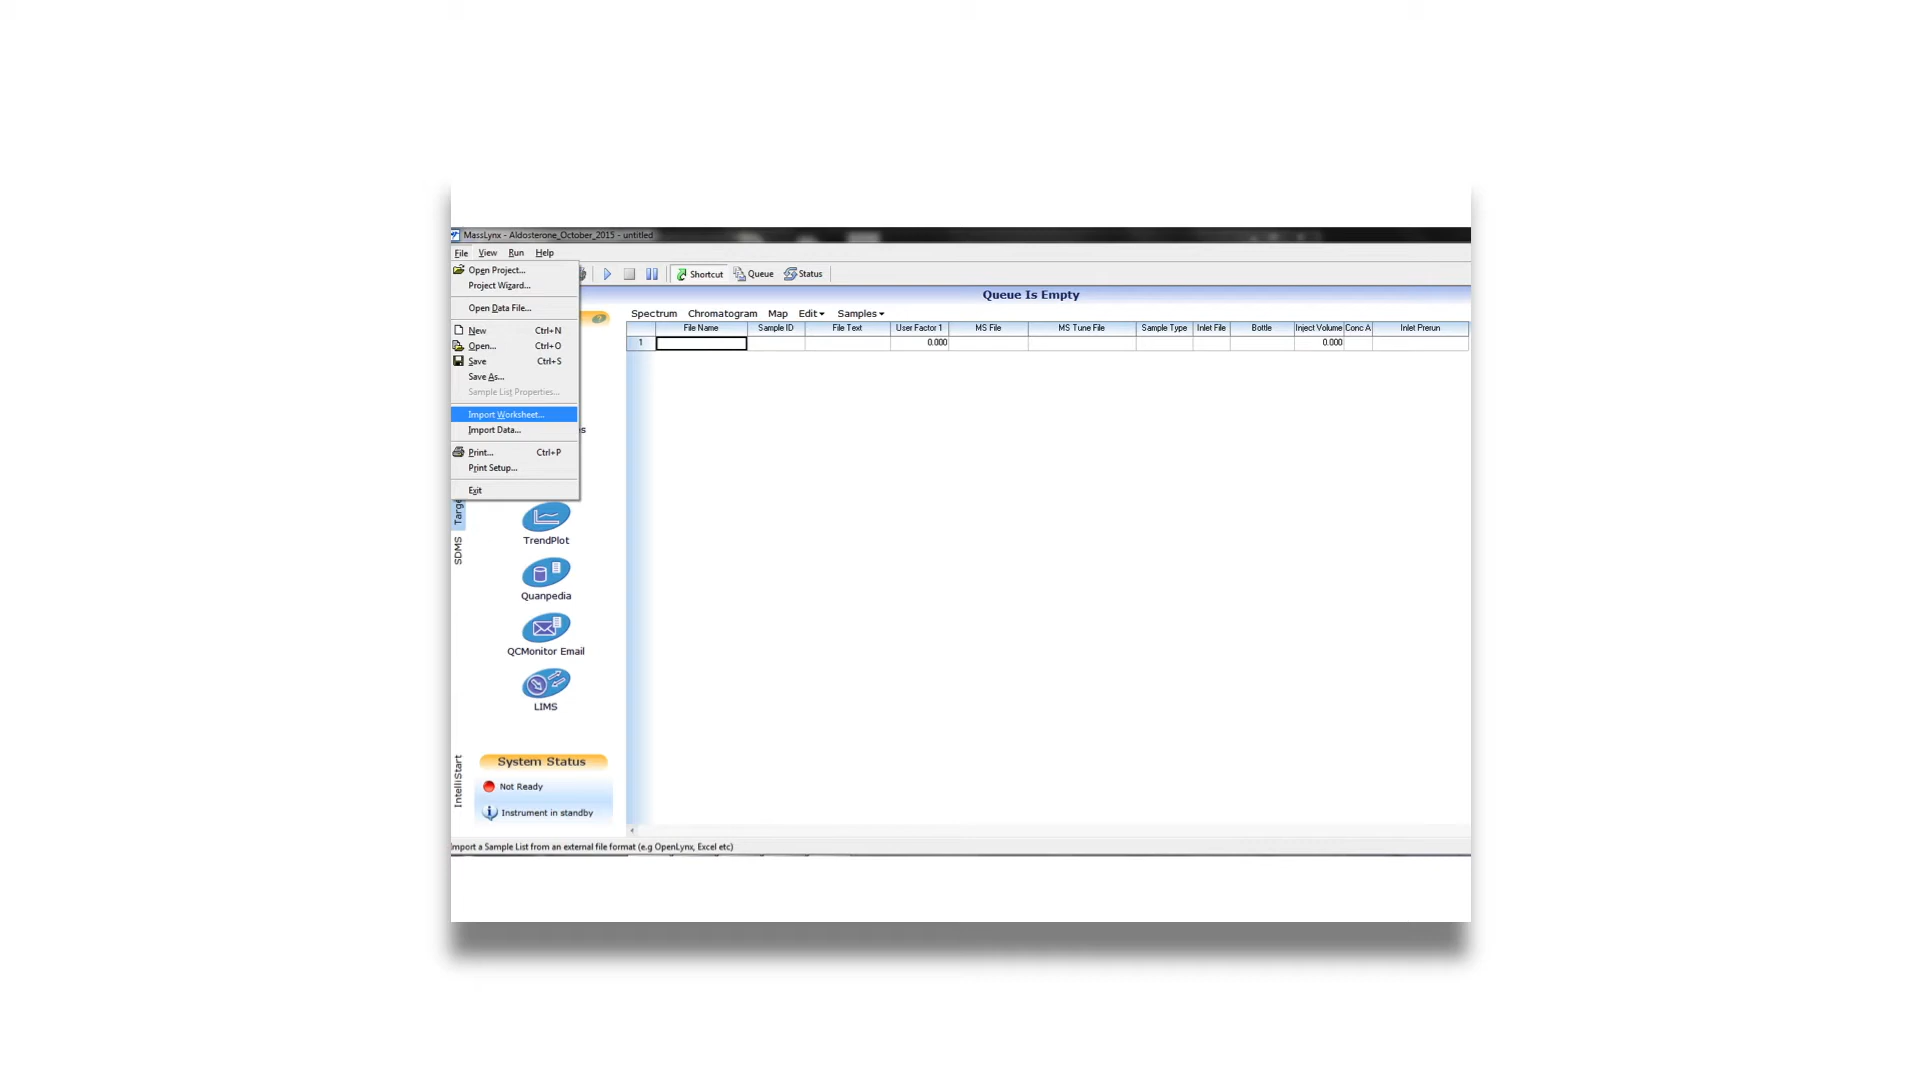 MassLynx - Aldosterone_October_2015 - untitled
File View Run Help
Open Project...
Project Wizard...
Open Data File...
New Ctrl+N
Open... Ctrl+O
Save Ctrl+S
Save As...
Sample List Properties...
Import Worksheet...
Import Data...
Print... Ctrl+P
Print Setup...
Exit
Shortcut Queue Status
Queue Is Empty
Spectrum Chromatogram Map Edit Samples
File Name Sample ID File Text User Factor 1 MS File MS Tune File Sample Type Inlet File Bottle Inject Volume Conc A Inlet Prerun
1 0.000 0.000
SDMS
TrendPlot
Quanpedia
QCMonitor Email
LIMS
IntelliStart
System Status
Not Ready
Instrument in standby
Import a Sample List from an external file format (e.g OpenLynx, Excel etc)